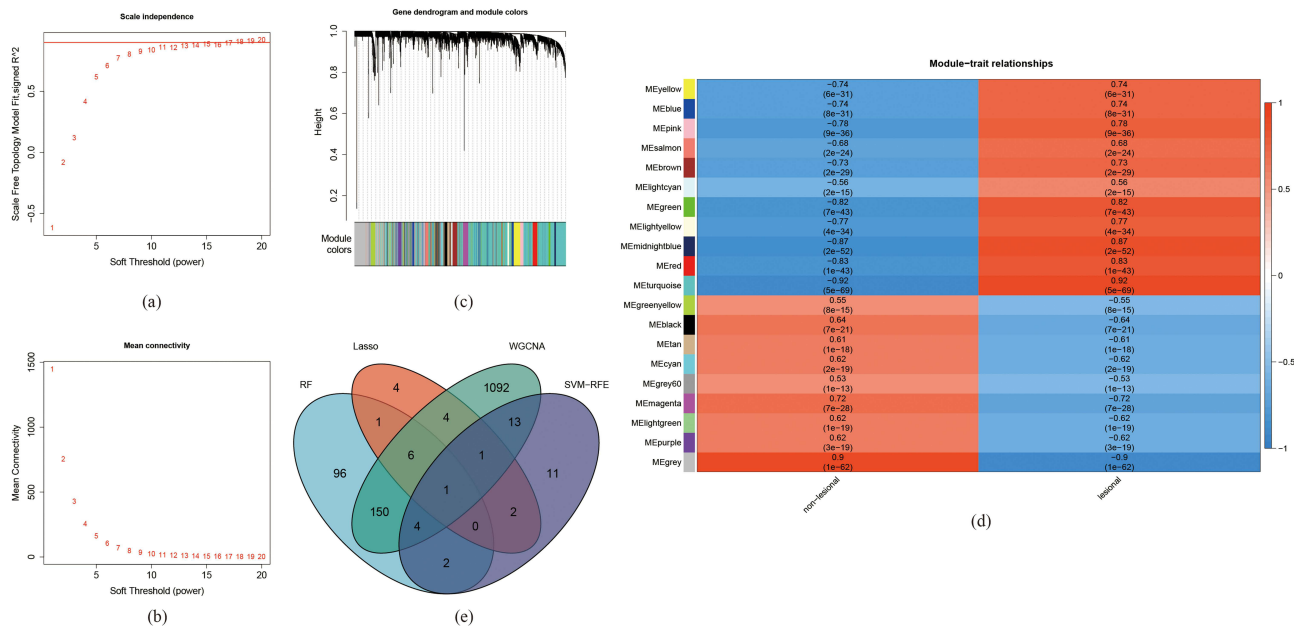 Scale independence
Scale Free Topology Model Fit,signed R^2
0.5
0.0
−0.5
1
2
3
4
5
6
7
8
9
10
11
12
13
14
15
16
17
18
19
20
5
10
15
20
Soft Threshold (power)
(a)
Mean connectivity
Mean Connectivity
1500
1000
500
0
1
2
3
4
5
6
7
8
9
10
11
12
13
14
15
16
17
18
19
20
5
10
15
20
Soft Threshold (power)
(b)
Gene dendrogram and module colors
Height
1.0
0.8
0.6
0.4
0.2
Module
colors
(c)
Module−trait relationships
MEyellow
−0.74
(6e−31)
0.74
(6e−31)
MEblue
−0.74
(8e−31)
0.74
(8e−31)
MEpink
−0.78
(9e−36)
0.78
(9e−36)
MEsalmon
−0.68
(2e−24)
0.68
(2e−24)
MEbrown
−0.73
(2e−29)
0.73
(2e−29)
MElightcyan
−0.56
(2e−15)
0.56
(2e−15)
MEgreen
−0.82
(7e−43)
0.82
(7e−43)
MElightyellow
−0.77
(4e−34)
0.77
(4e−34)
MEmidnightblue
−0.87
(2e−52)
0.87
(2e−52)
MEred
−0.83
(1e−43)
0.83
(1e−43)
MEturquoise
−0.92
(5e−69)
0.92
(5e−69)
MEgreenyellow
0.55
(8e−15)
−0.55
(8e−15)
MEblack
0.64
(7e−21)
−0.64
(7e−21)
MEtan
0.61
(1e−18)
−0.61
(1e−18)
MEcyan
0.62
(2e−19)
−0.62
(2e−19)
MEgrey60
0.53
(1e−13)
−0.53
(1e−13)
MEmagenta
0.72
(7e−28)
−0.72
(7e−28)
MElightgreen
0.62
(1e−19)
−0.62
(1e−19)
MEpurple
0.62
(3e−19)
−0.62
(3e−19)
MEgrey
0.9
(1e−62)
−0.9
(1e−62)
non−lesional
lesional
1
0.5
0
−0.5
−1
(d)
RF
Lasso
WGCNA
SVM−RFE
4
1092
1
4
13
96
6
1
11
1
150
4
0
2
2
(e)